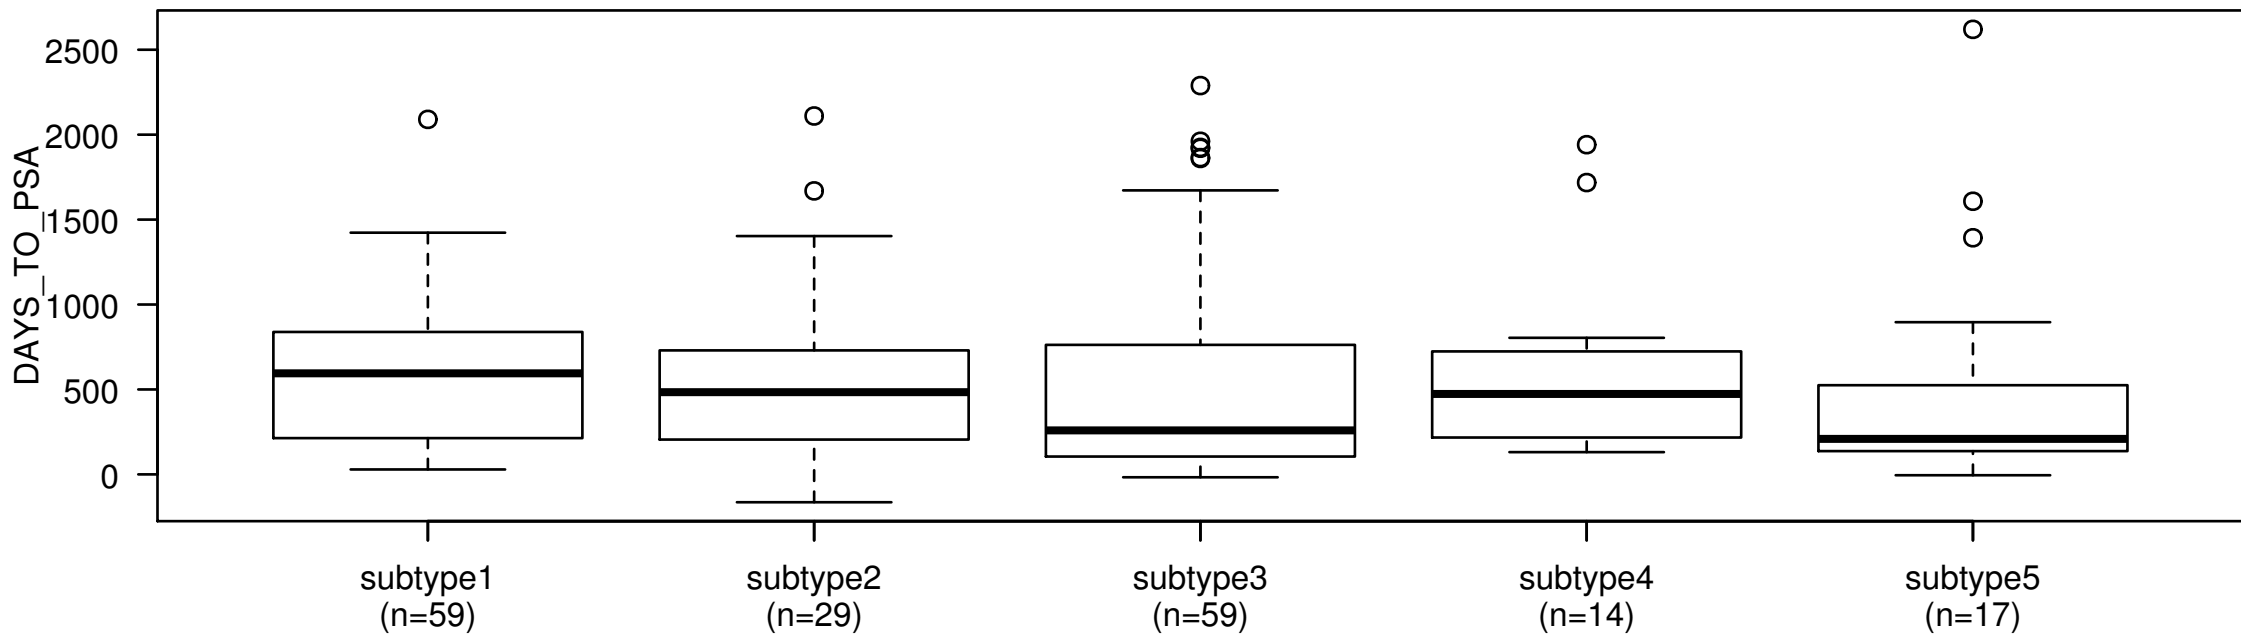 DAYS_TO_PSA
2500
2000
1500
1000
500
0
subtype1 subtype2 subtype3 subtype4 subtype5
(n=59) (n=29) (n=59) (n=14) (n=17)